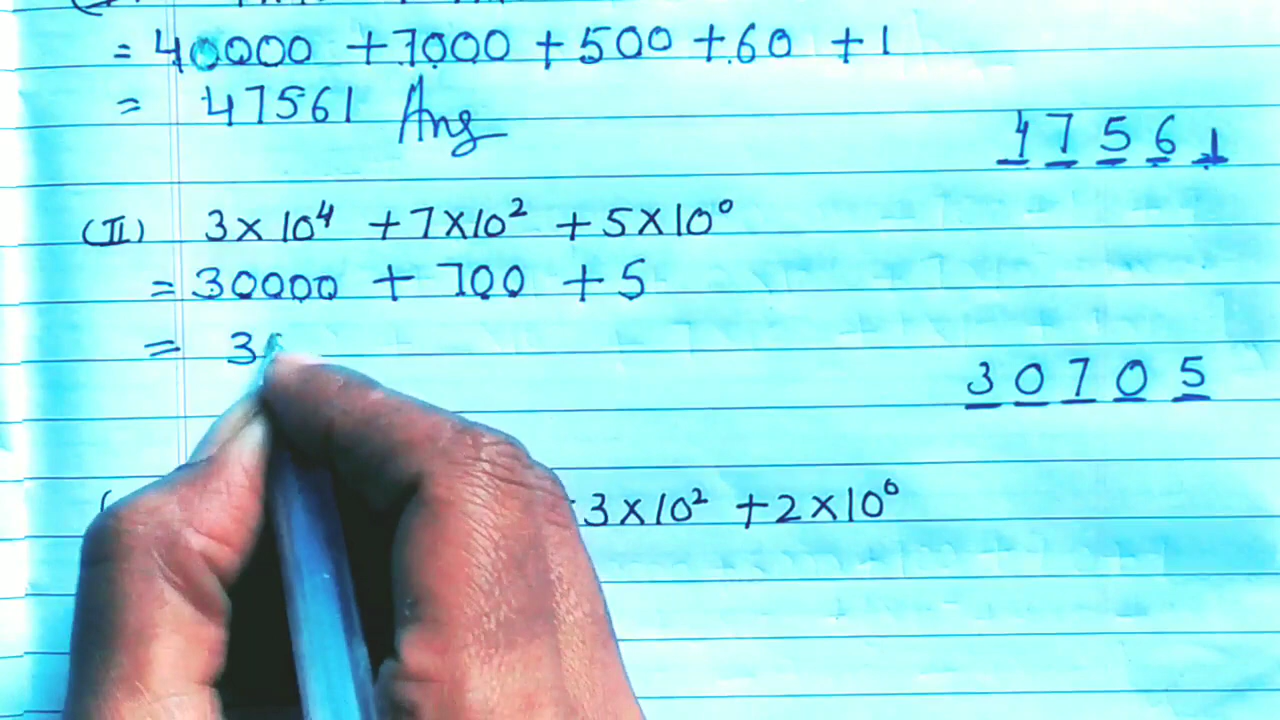 = 40000 + 7000 + 500 + 60 + 1
= 47561 Ans
4 7 5 6 1
(II) 3×10⁴ + 7×10² + 5×10⁰
= 30000 + 700 + 5
= 3
3 0 7 0 5
3×10² + 2×10⁰